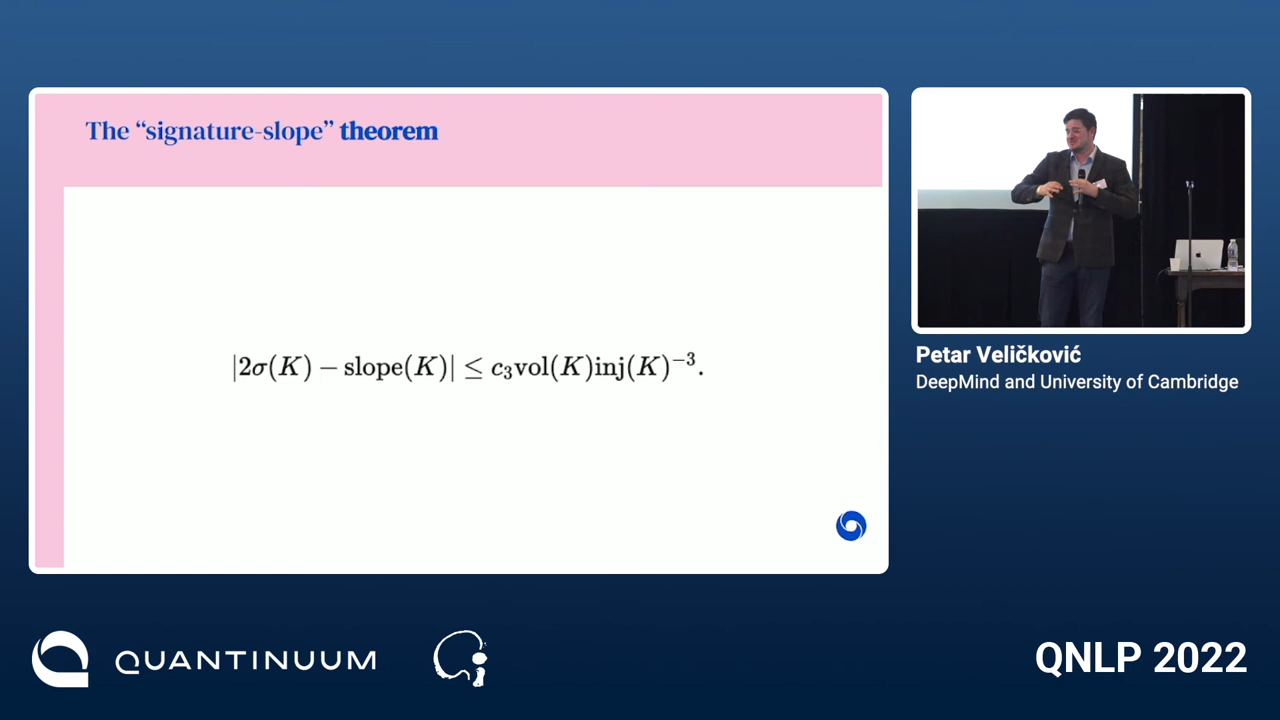 The “signature-slope” theorem
|2σ(K) − slope(K)| ≤ c₃vol(K)inj(K)⁻³.
Petar Veličković
DeepMind and University of Cambridge
QUANTINUUM
QNLP 2022